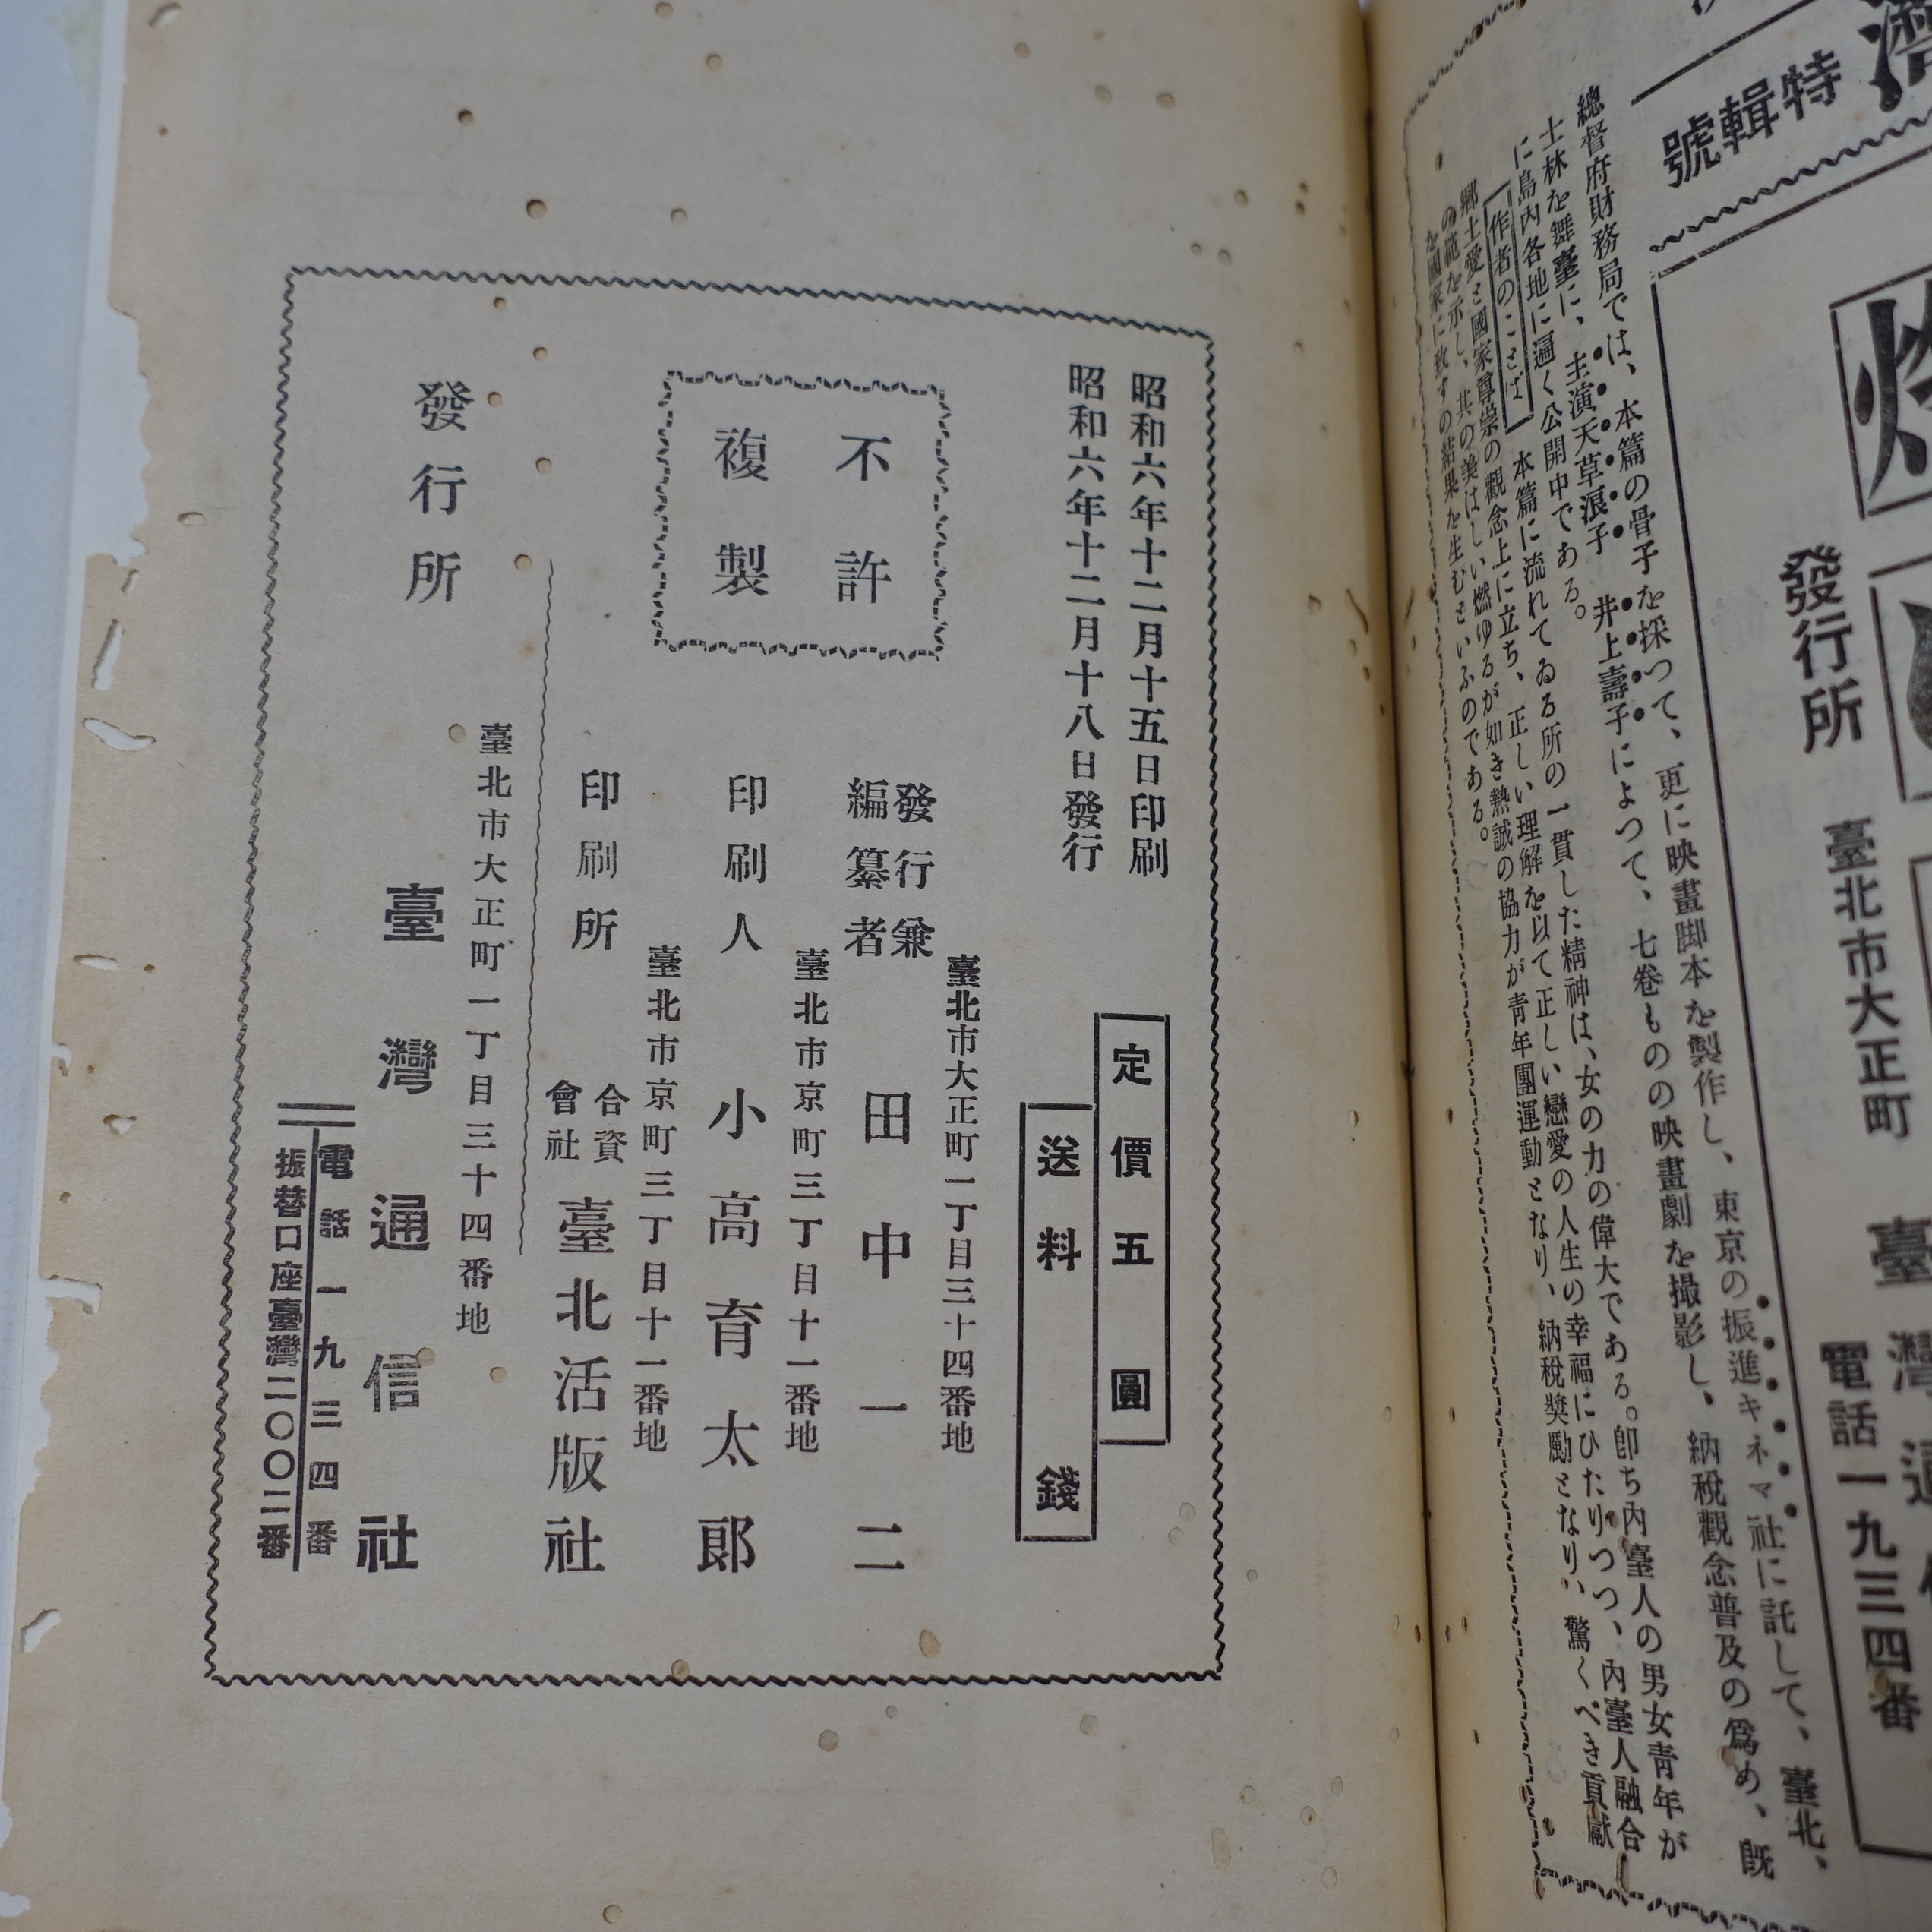 特輯號
發行所
臺北市大正町
臺灣通
電話一九三四番
總督府財務局では、本篇の骨子を採つて、更に映畫脚本を製作し、東京の振進キネマ社に託して、臺北、
士林を舞臺に、主演天草浪子 井上壽子によつて、七卷ものの映畫劇を撮影し、納稅觀念普及の爲め、既
に島內各地に遍く公開中である。
作者のことば
本篇に流れてゐる所の一貫した精神は、女の力の偉大である。卽ち內臺人の男女靑年が
鄕土愛と國家尊崇の觀念上に立ち、正しい理解を以て正しい戀愛の人生の幸福にひたりつつ、內臺人融合
の範を示し、其の美はしい燃ゆるが如き熱誠の協力が靑年團運動となり、納稅奬勵となり、驚くべき貢獻
を國家に致すの結果を生むといふのである。
昭和六年十二月十五日印刷
昭和六年十二月十八日發行
定價五圓
送料 錢
不許
複製
臺北市大正町一丁目三十四番地
發行兼
編纂者
田中一二
臺北市京町三丁目十一番地
印刷人 小高育太郞
臺北市京町三丁目十一番地
印刷所
合資
會社
臺北活版社
臺北市大正町一丁目三十四番地
發行所 臺灣通信社
電話一九三四番
振替口座臺灣二〇〇二番